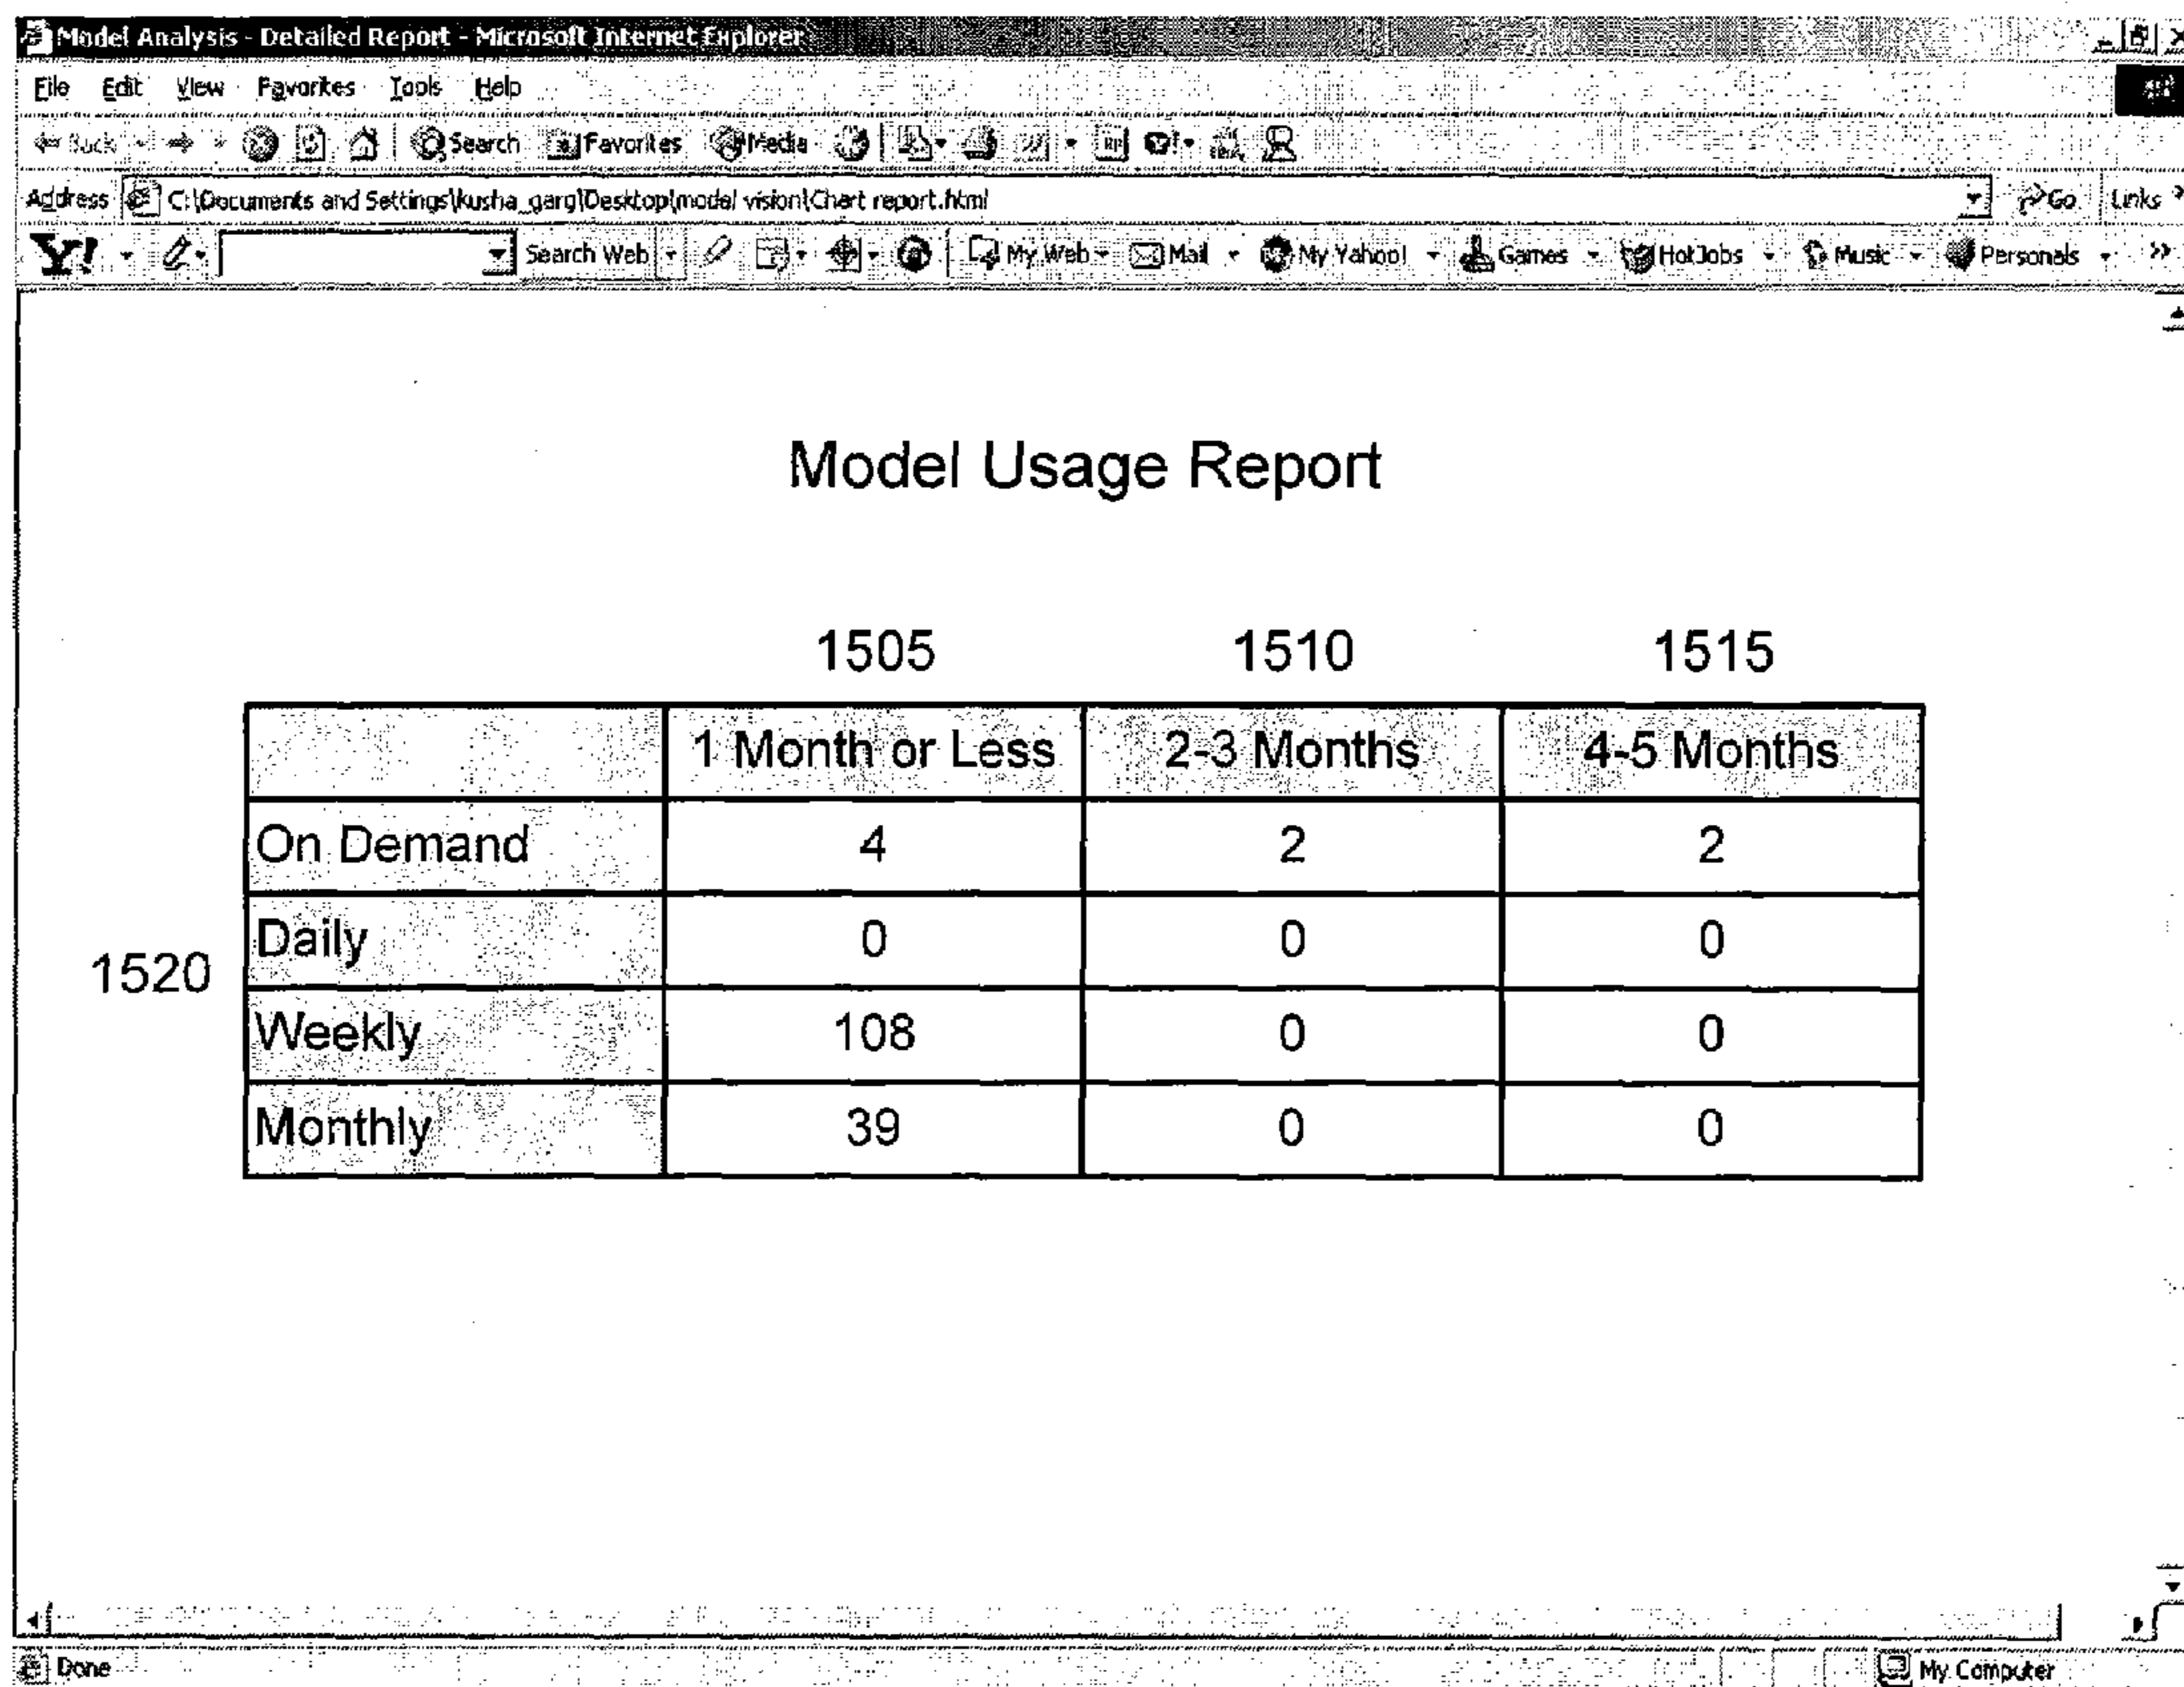 Model Analysis - Detailed Report - Microsoft Internet Explorer
File Edit View Favorites Tools Help
Back Search Favorites Media
Address C:\Documents and Settings\kusha_garg\Desktop\model vision\Chart report.html Go Links »
Y! Search Web My Web Mail My Yahoo! Games HotJobs Music Personals »
Model Usage Report
1505 1510 1515
1 Month or Less 2-3 Months 4-5 Months
On Demand 4 2 2
Daily 0 0 0
1520
Weekly 108 0 0
Monthly 39 0 0
Done My Computer